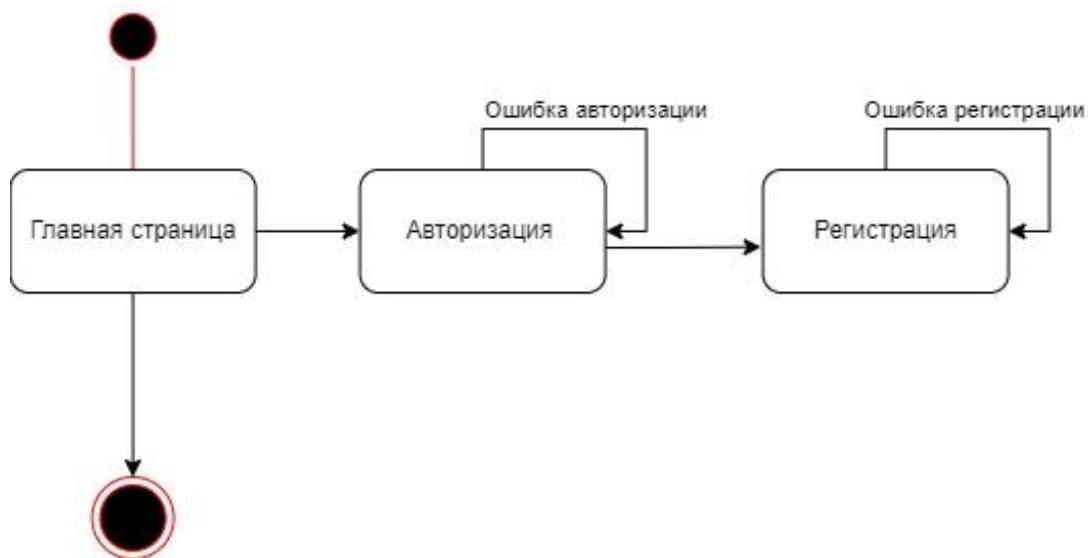 Ошибка авторизации
Ошибка регистрации
Главная страница
Авторизация
Регистрация